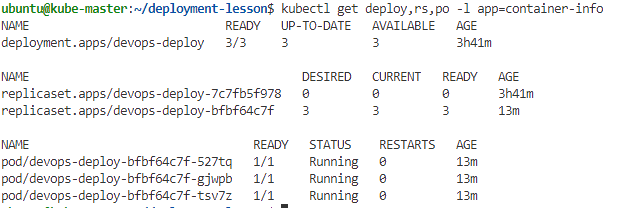 ubuntu@kube-master:~/deployment-lesson$ kubectl get deploy,rs,po -l app=container-info
NAME READY UP-TO-DATE AVAILABLE AGE
deployment.apps/devops-deploy 3/3 3 3 3h41m
NAME DESIRED CURRENT READY AGE
replicaset.apps/devops-deploy-7c7fb5f978 0 0 0 3h41m
replicaset.apps/devops-deploy-bfbf64c7f 3 3 3 13m
NAME READY STATUS RESTARTS AGE
pod/devops-deploy-bfbf64c7f-527tq 1/1 Running 0 13m
pod/devops-deploy-bfbf64c7f-gjwpb 1/1 Running 0 13m
pod/devops-deploy-bfbf64c7f-tsv7z 1/1 Running 0 13m